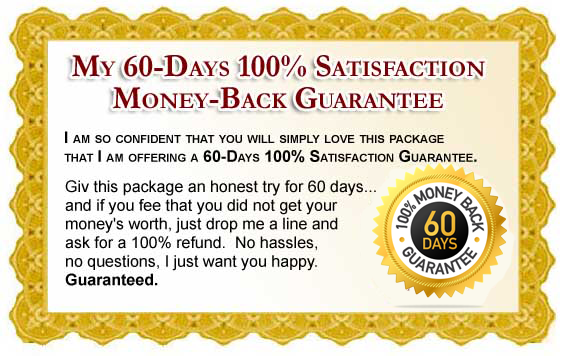 My 60-Days 100% Satisfaction
Money-Back Guarantee
I am so confident that you will simply love this package
that I am offering a 60-Days 100% Satisfaction Guarantee.
Giv this package an honest try for 60 days...
and if you fee that you did not get your
money's worth, just drop me a line and
ask for a 100% refund.  No hassles,
no questions, I just want you happy.
Guaranteed.
100% MONEY BACK
60
DAYS
GUARANTEE